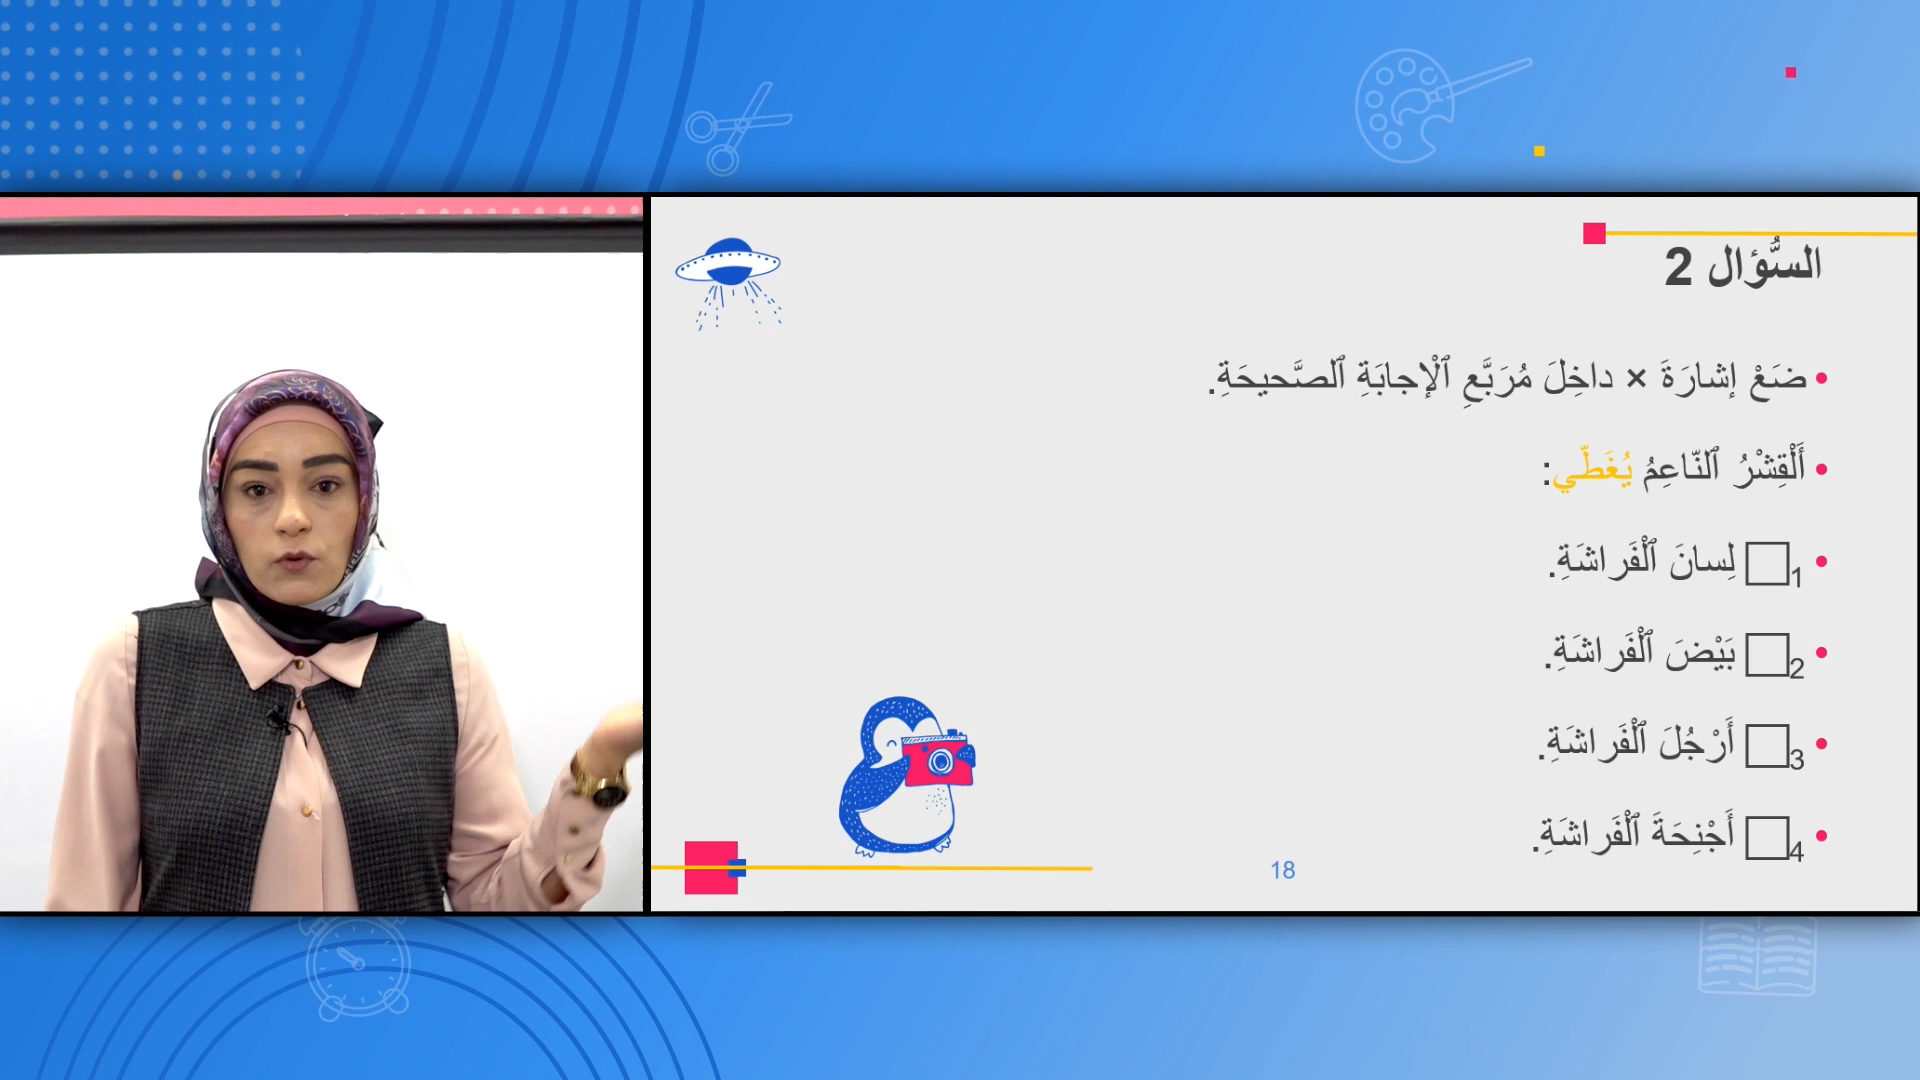 السُّؤال 2
• ضَعْ إشارَةَ × داخِلَ مُرَبَّعِ ٱلْإجابَةِ ٱلصَّحيحَةِ.
• أَلْقِشْرُ ٱلنّاعِمُ يُغَطّي:
• 1☐ لِسانَ ٱلْفَراشَةِ.
• 2☐ بَيْضَ ٱلْفَراشَةِ.
• 3☐ أَرْجُلَ ٱلْفَراشَةِ.
• 4☐ أَجْنِحَةَ ٱلْفَراشَةِ.
18